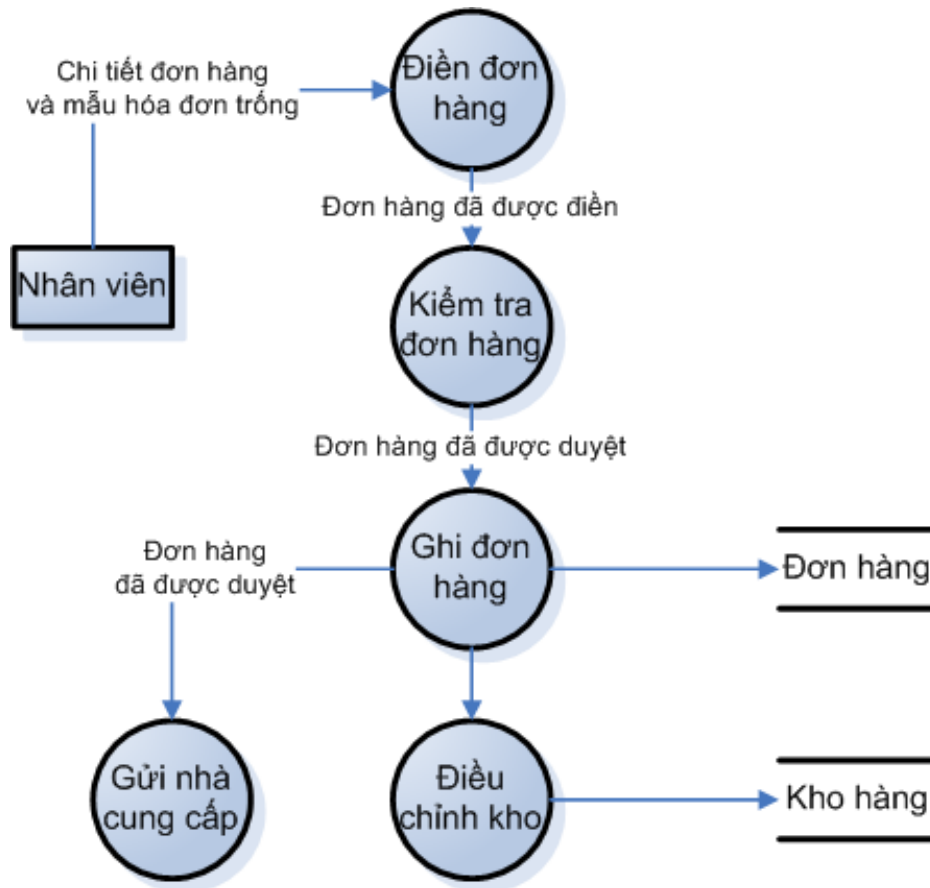 Điền đơn
hàng
Chi tiết đơn hàng
và mẫu hóa đơn trống
Đơn hàng đã được điền
Nhân viên
Kiểm tra
đơn hàng
Đơn hàng đã được duyệt
Ghi đơn
hàng
Đơn hàng
đã được duyệt
Đơn hàng
Gửi nhà
cung cấp
Điều
chỉnh kho
Kho hàng